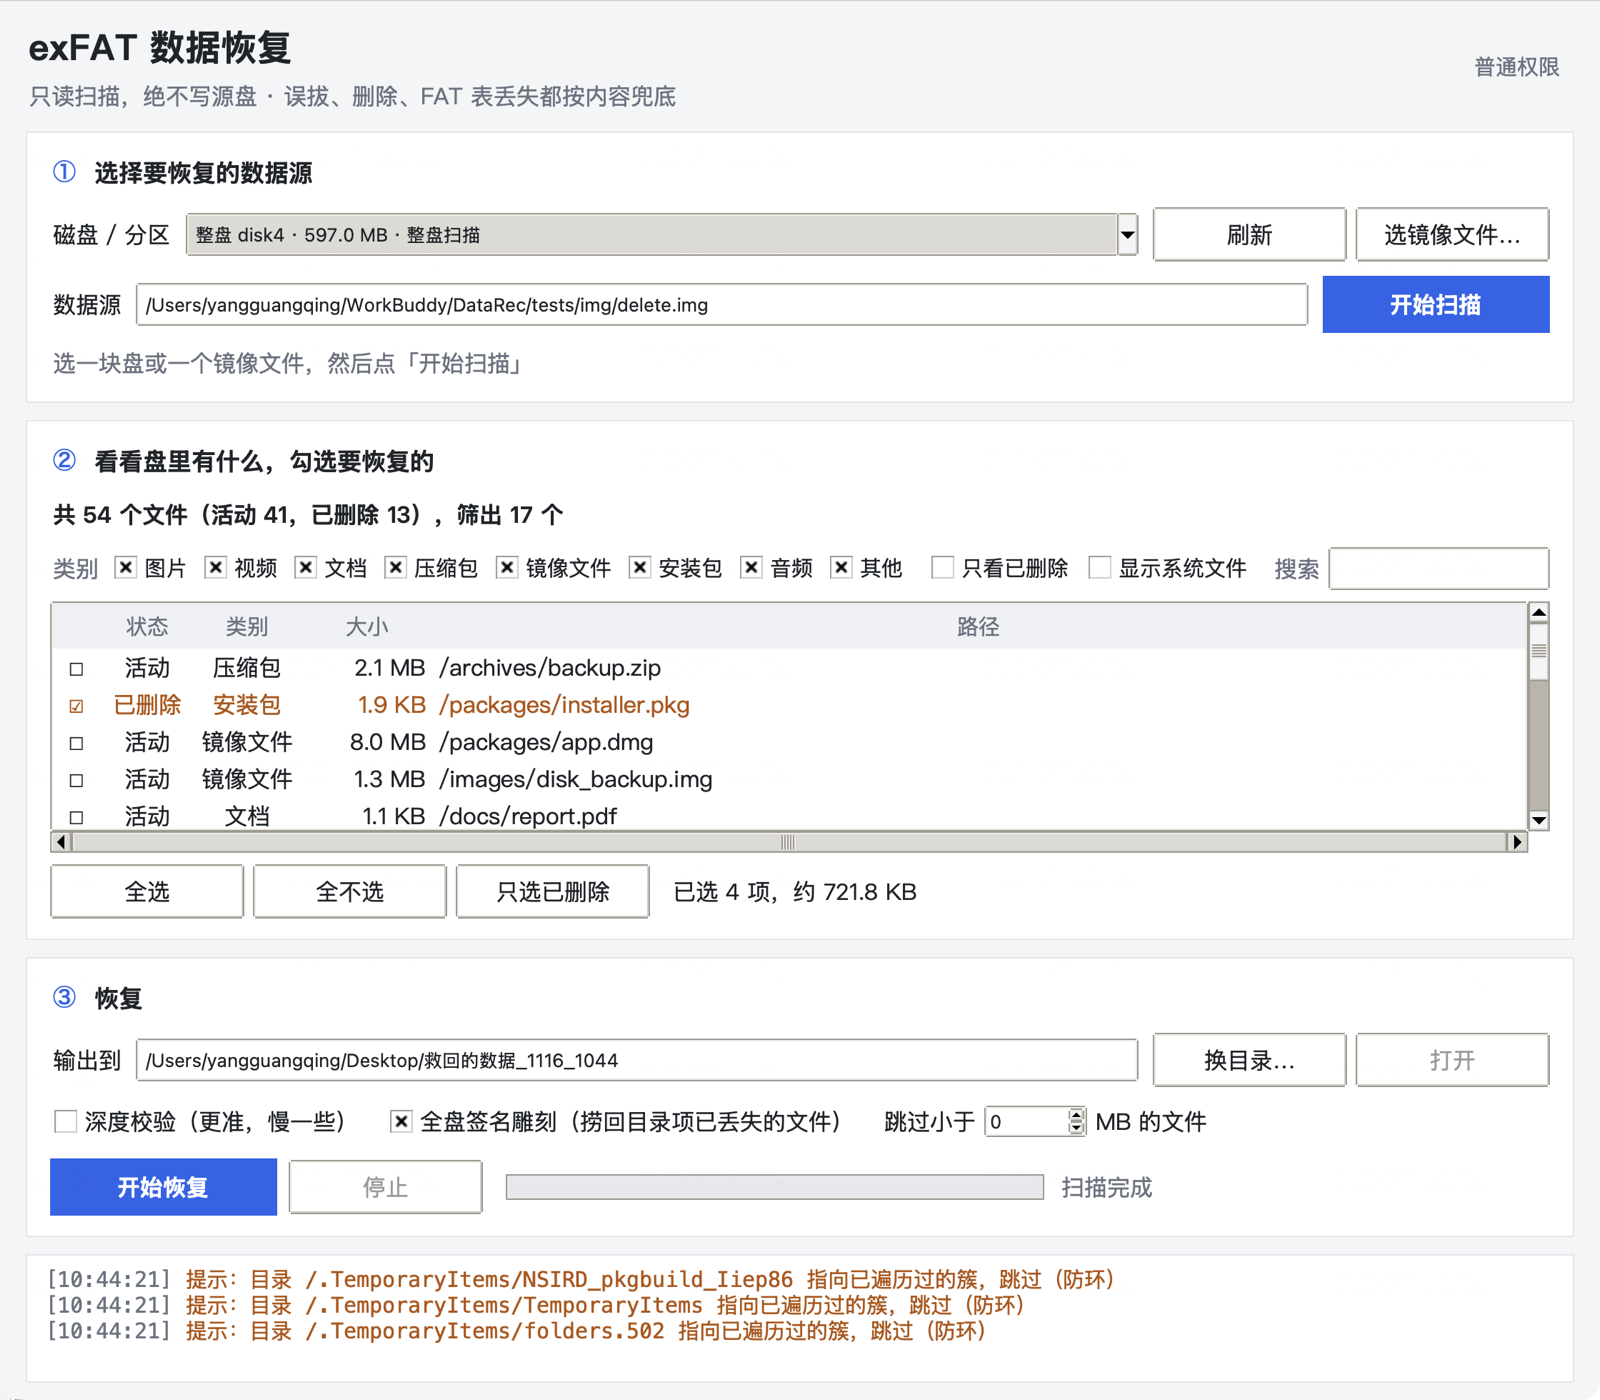 exFAT 数据恢复
普通权限
只读扫描，绝不写源盘 · 误拔、删除、FAT 表丢失都按内容兜底
① 选择要恢复的数据源
磁盘 / 分区 整盘 disk4 · 597.0 MB · 整盘扫描 刷新 选镜像文件...
数据源 /Users/yangguangqing/WorkBuddy/DataRec/tests/img/delete.img 开始扫描
选一块盘或一个镜像文件，然后点「开始扫描」
② 看看盘里有什么，勾选要恢复的
共 54 个文件（活动 41，已删除 13），筛出 17 个
类别 图片 视频 文档 压缩包 镜像文件 安装包 音频 其他 只看已删除 显示系统文件 搜索
状态 类别 大小 路径
活动 压缩包 2.1 MB /archives/backup.zip
已删除 安装包 1.9 KB /packages/installer.pkg
活动 镜像文件 8.0 MB /packages/app.dmg
活动 镜像文件 1.3 MB /images/disk_backup.img
活动 文档 1.1 KB /docs/report.pdf
全选 全不选 只选已删除 已选 4 项，约 721.8 KB
③ 恢复
输出到 /Users/yangguangqing/Desktop/救回的数据_1116_1044 换目录... 打开
深度校验（更准，慢一些） 全盘签名雕刻（捞回目录项已丢失的文件） 跳过小于 0 MB 的文件
开始恢复 停止 扫描完成
[10:44:21] 提示：目录 /.TemporaryItems/NSIRD_pkgbuild_Iiep86 指向已遍历过的簇，跳过（防环）
[10:44:21] 提示：目录 /.TemporaryItems/TemporaryItems 指向已遍历过的簇，跳过（防环）
[10:44:21] 提示：目录 /.TemporaryItems/folders.502 指向已遍历过的簇，跳过（防环）